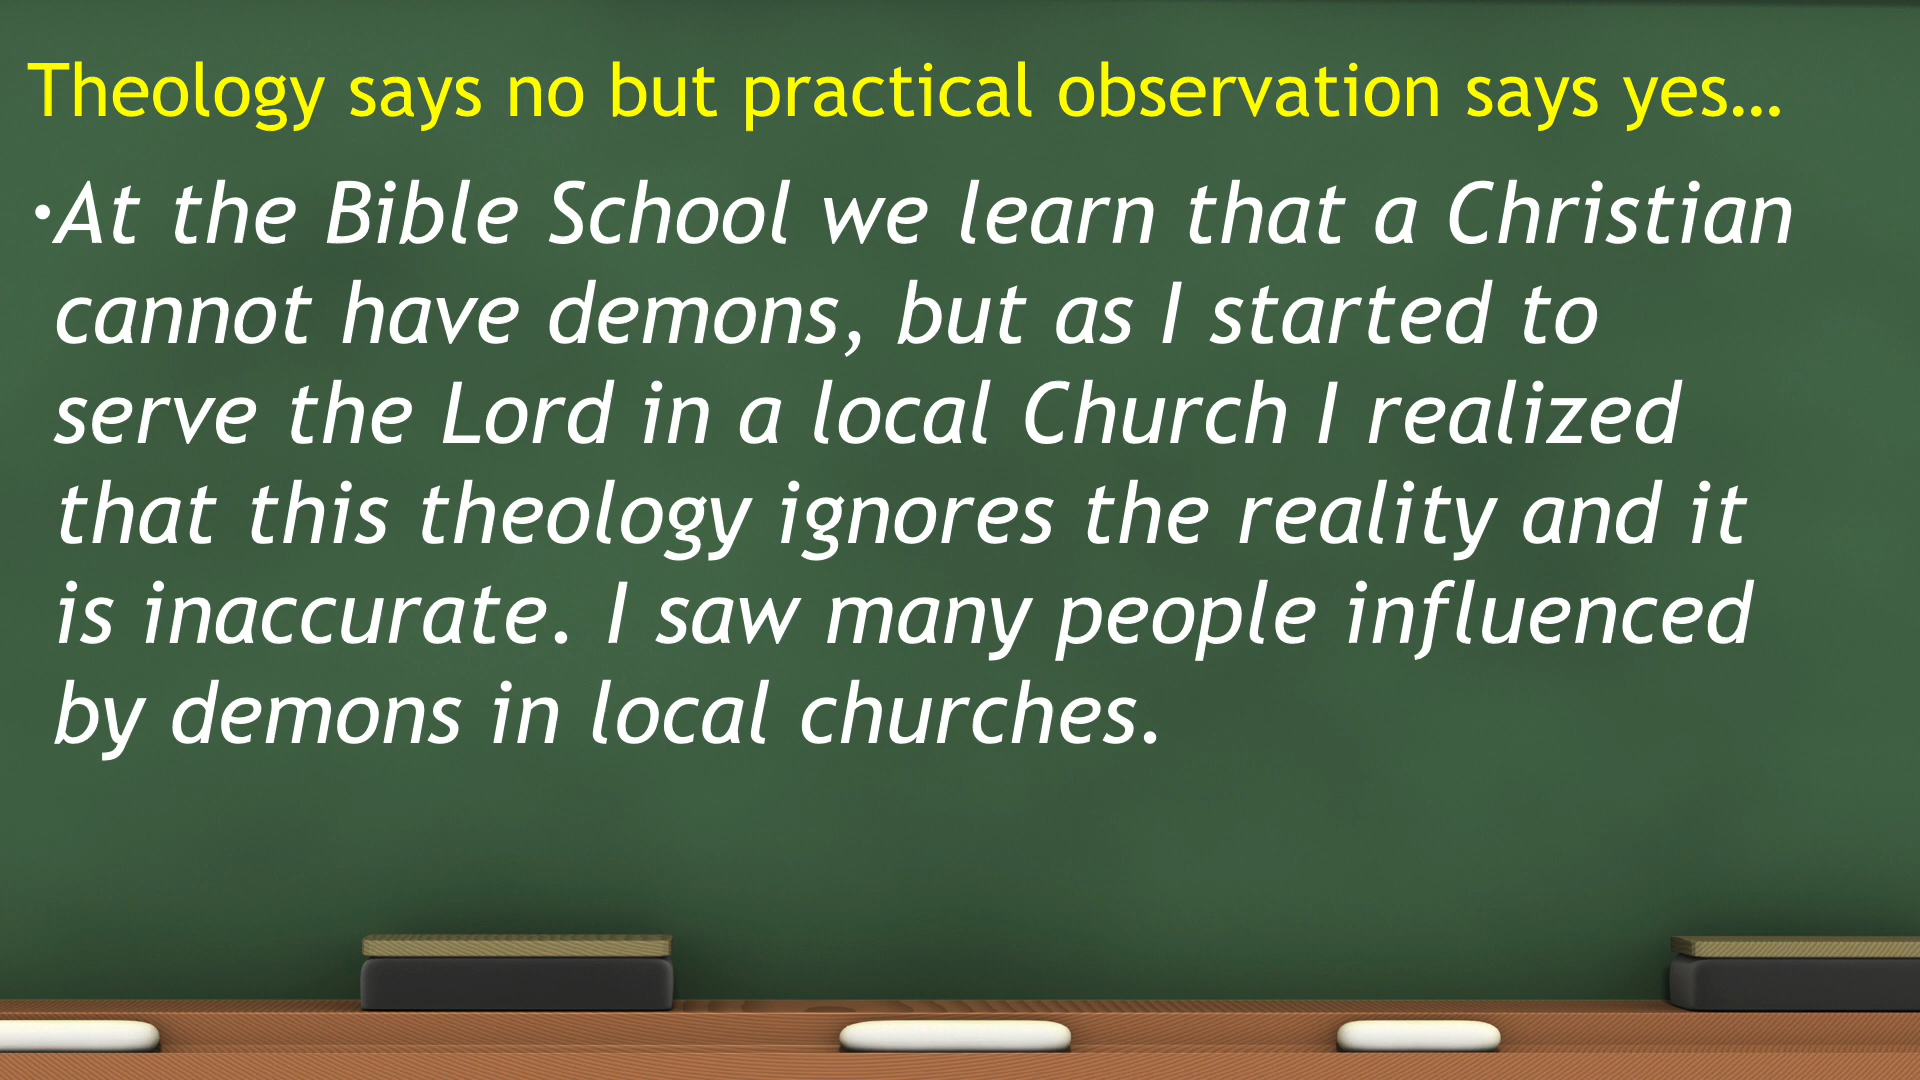 Theology says no but practical observation says yes…
•At the Bible School we learn that a Christian
cannot have demons, but as I started to
serve the Lord in a local Church I realized
that this theology ignores the reality and it
is inaccurate. I saw many people influenced
by demons in local churches.